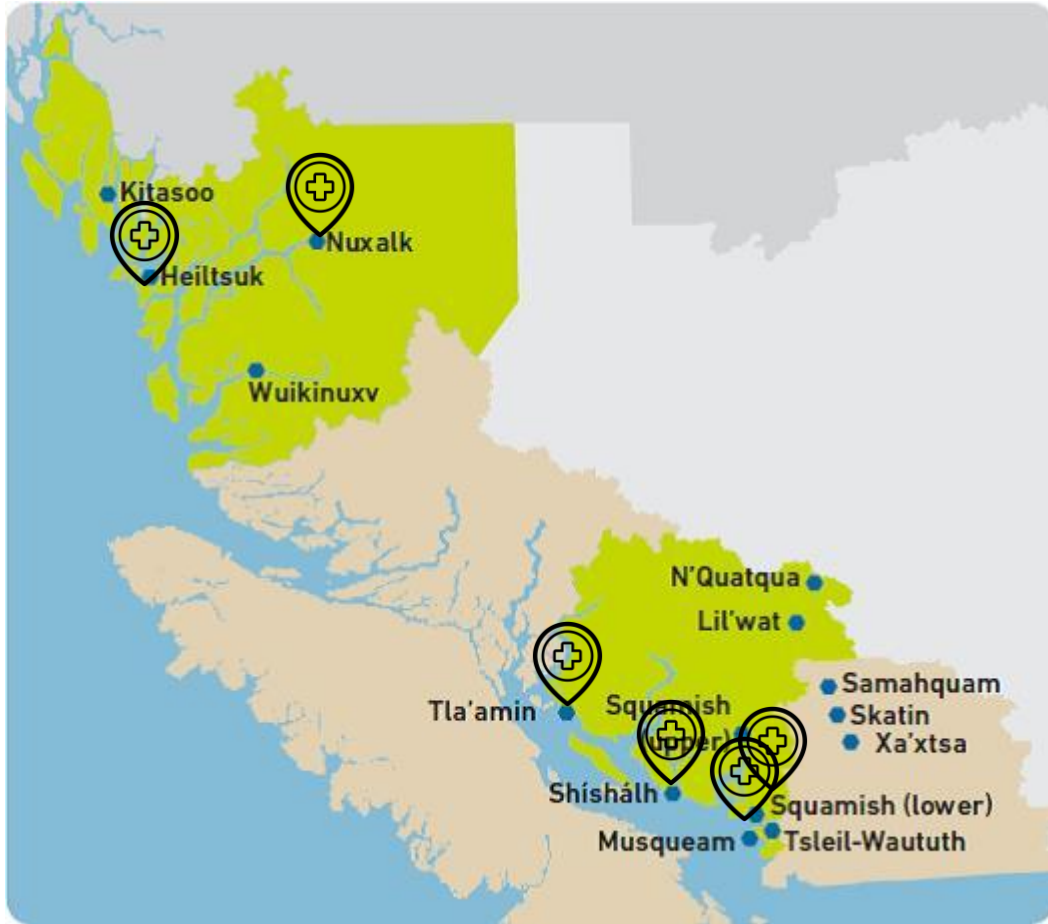 Kitasoo
Nuxalk
Heiltsuk
Wuikinuxv
N'Quatqua
Lil'wat
Samahquam
Squamish
(upper)
Tla'amin
Skatin
Xa'xtsa
Shíshálh
Squamish (lower)
Musqueam
Tsleil-Waututh